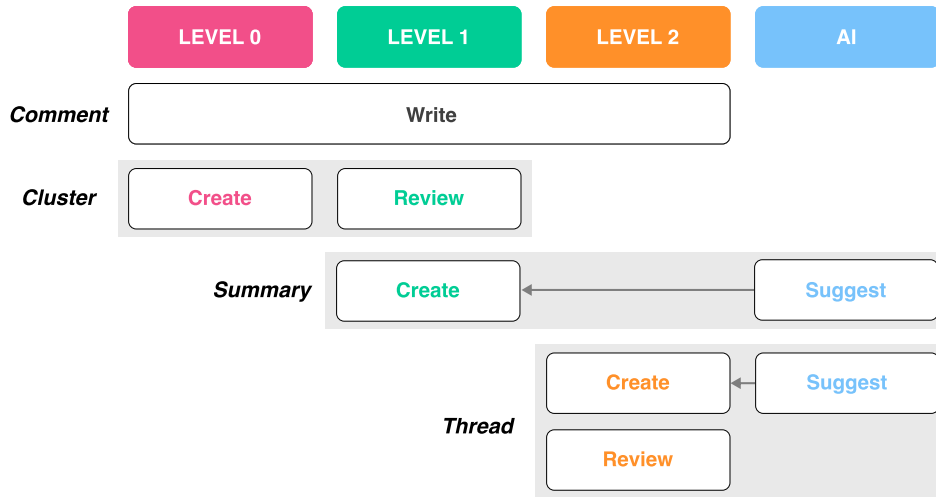 LEVEL 0 LEVEL 1 LEVEL 2 AI
Comment Write
Cluster Create Review
Summary Create Suggest
Create Suggest
Thread
Review